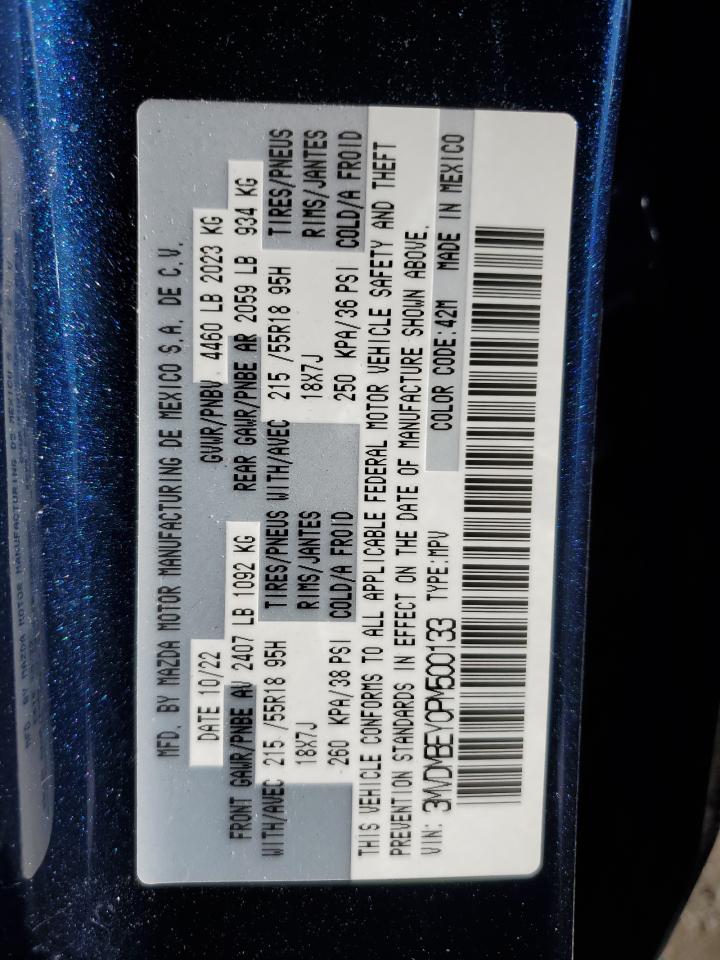 MFD. BY MAZDA MOTOR MANUFACTURING DE MEXICO S.A. DE C.V.
DATE 10/22 GVWR/PNBV 4460 LB 2023 KG
FRONT GAWR/PNBE AV 2407 LB 1092 KG REAR GAWR/PNBE AR 2059 LB 934 KG
WITH/AVEC 215 /55R18 95H TIRES/PNEUS WITH/AVEC 215 /55R18 95H TIRES/PNEUS
18X7J RIMS/JANTES 18X7J RIMS/JANTES
260 KPA/38 PSI COLD/A FROID 250 KPA/36 PSI COLD/A FROID
THIS VEHICLE CONFORMS TO ALL APPLICABLE FEDERAL MOTOR VEHICLE SAFETY AND THEFT
PREVENTION STANDARDS IN EFFECT ON THE DATE OF MANUFACTURE SHOWN ABOVE.
VIN: 3MVDMBEY0PM500133 TYPE:MPV COLOR CODE:42M MADE IN MEXICO